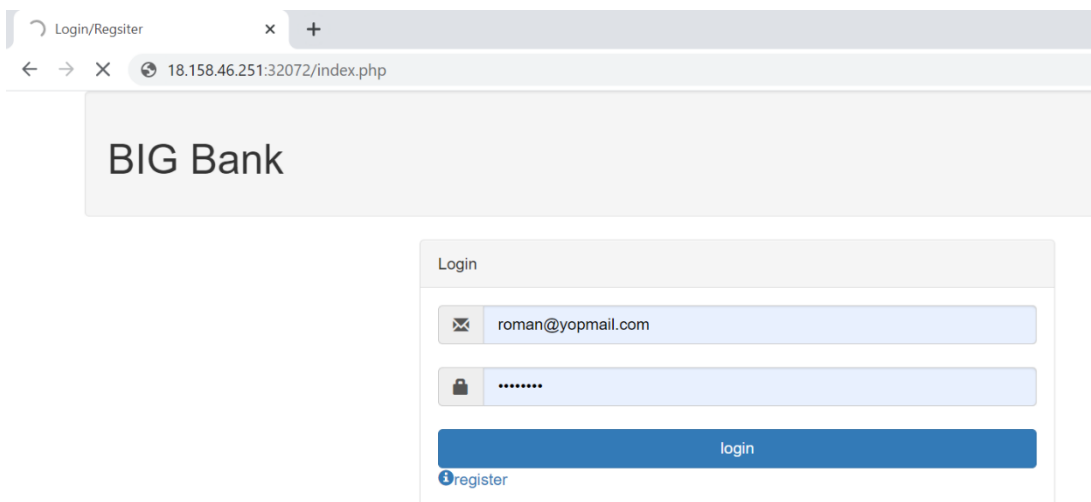 Login/Regsiter
18.158.46.251:32072/index.php
BIG Bank
Login
roman@yopmail.com
••••••••
login
register